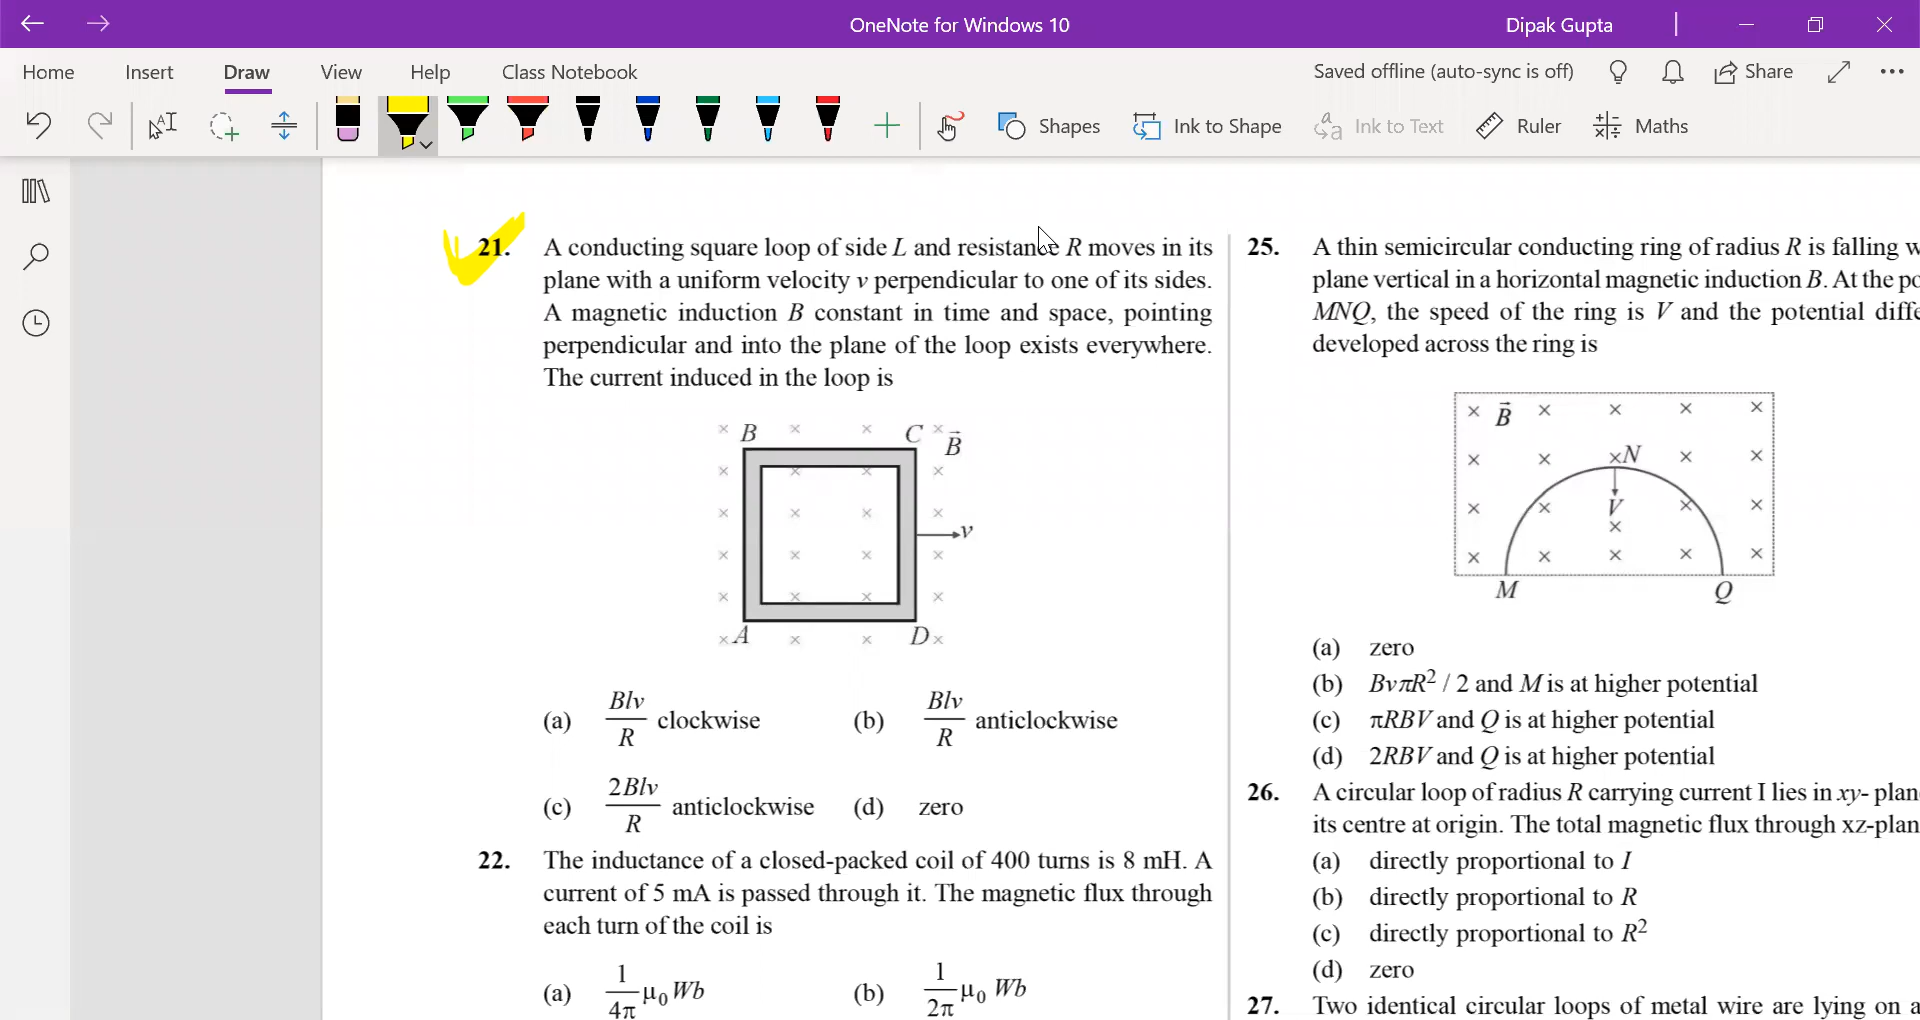 OneNote for Windows 10
Dipak Gupta
Home Insert Draw View Help Class Notebook
Saved offline (auto-sync is off) Share
Shapes Ink to Shape Ink to Text Ruler Maths
21. A conducting square loop of side L and resistance R moves in its
plane with a uniform velocity v perpendicular to one of its sides.
A magnetic induction B constant in time and space, pointing
perpendicular and into the plane of the loop exists everywhere.
The current induced in the loop is
B C B⃗
v
A D
(a) Blv/R clockwise (b) Blv/R anticlockwise
(c) 2Blv/R anticlockwise (d) zero
22. The inductance of a closed-packed coil of 400 turns is 8 mH. A
current of 5 mA is passed through it. The magnetic flux through
each turn of the coil is
(a) 1/4π μ₀ Wb (b) 1/2π μ₀ Wb
25. A thin semicircular conducting ring of radius R is falling
plane vertical in a horizontal magnetic induction B. At the
MNQ, the speed of the ring is V and the potential
developed across the ring is
B⃗
N
V
M Q
(a) zero
(b) BvπR² / 2 and M is at higher potential
(c) πRBV and Q is at higher potential
(d) 2RBV and Q is at higher potential
26. A circular loop of radius R carrying current I lies in xy-
its centre at origin. The total magnetic flux through
(a) directly proportional to I
(b) directly proportional to R
(c) directly proportional to R²
(d) zero
27. Two identical circular loops of metal wire are lying on a